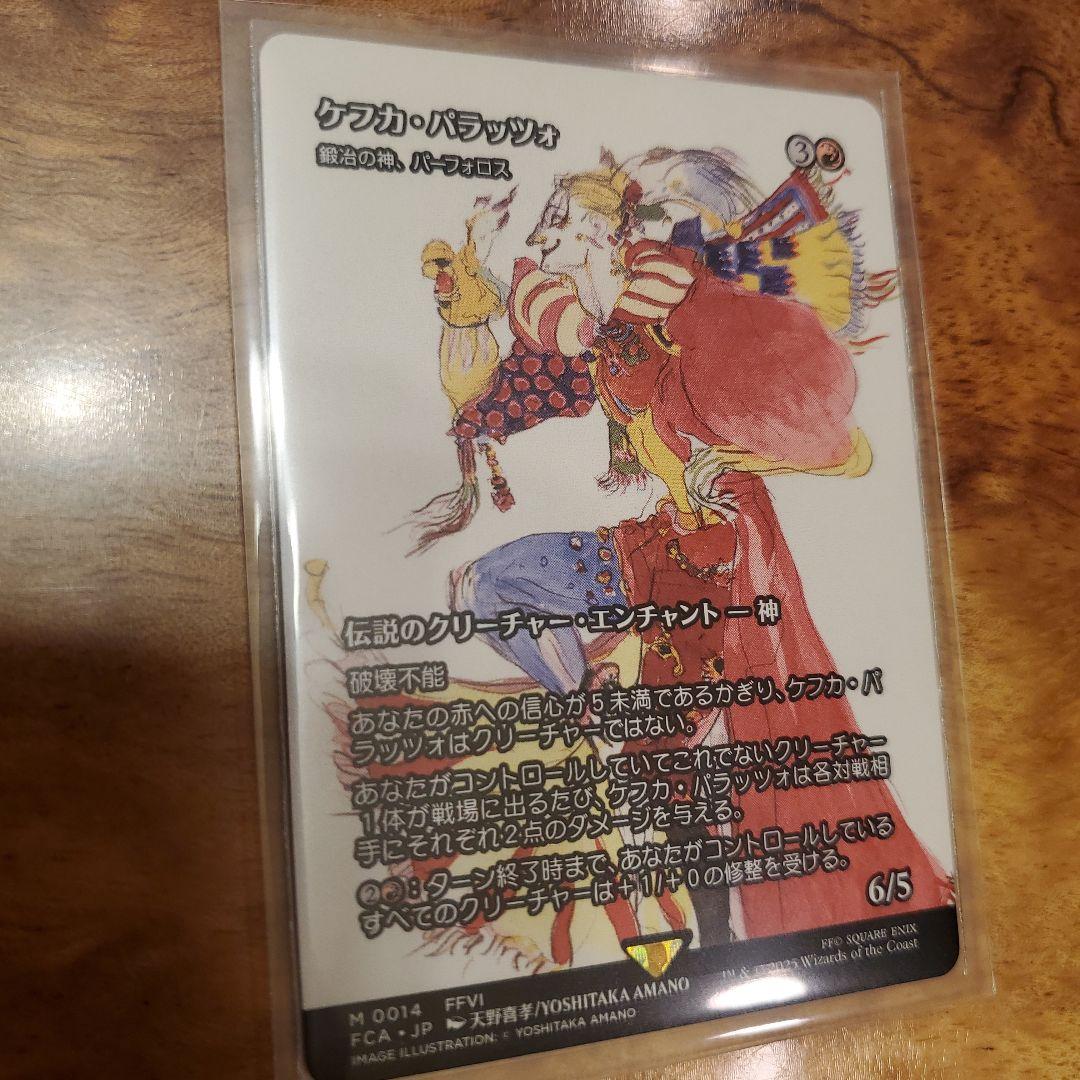 ケフカ・パラッツォ
鍛冶の神、パーフォロス
3
伝説のクリーチャー・エンチャント ー 神
破壊不能
あなたの赤への信心が5未満であるかぎり、ケフカ・パ
ラッツォはクリーチャーではない。
あなたがコントロールしていてこれでないクリーチャー
1体が戦場に出るたび、ケフカ・パラッツォは各対戦相
手にそれぞれ2点のダメージを与える。
2：ターン終了時まで、あなたがコントロールしている
すべてのクリーチャーは＋1/＋0の修整を受ける。
6/5
M 0014 FFVI
FCA・JP 天野喜孝/YOSHITAKA AMANO
IMAGE ILLUSTRATION: © YOSHITAKA AMANO
FF© SQUARE ENIX
& © 2025 Wizards of the Coast